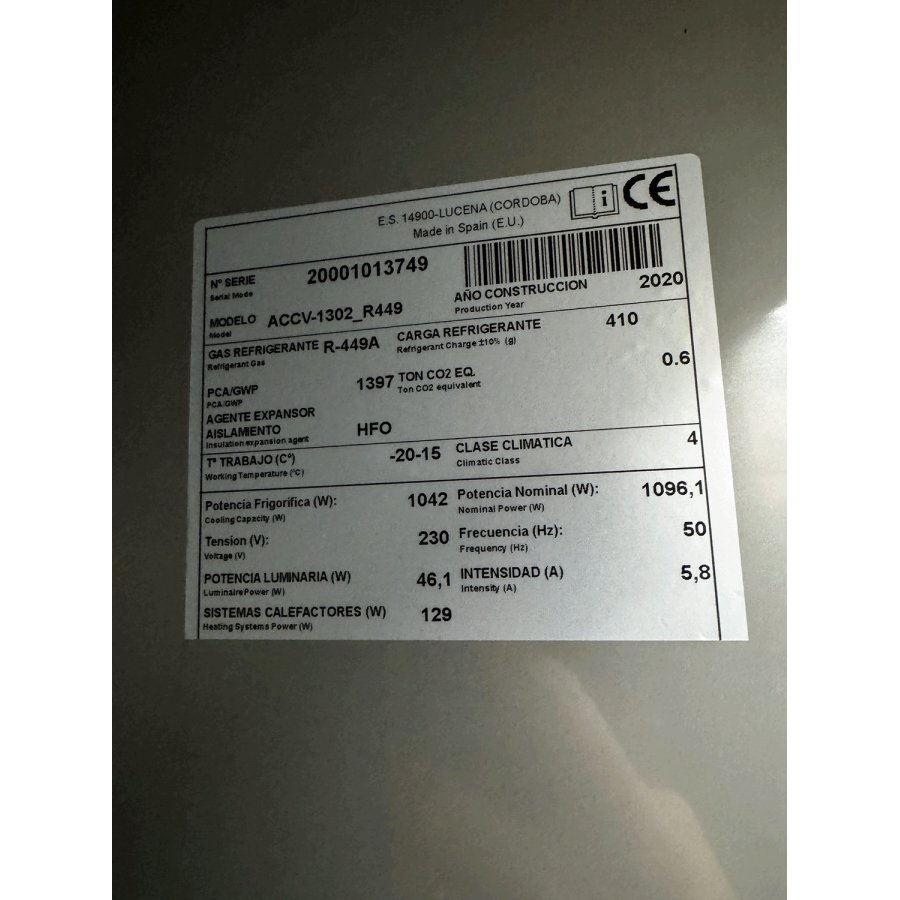 E.S. 14900-LUCENA (CORDOBA)
Made in Spain (E.U.)
i CE
Nº SERIE 20001013749
Serial Mode
MODELO ACCV-1302_R449 AÑO CONSTRUCCION 2020
Model Production Year
GAS REFRIGERANTE R-449A CARGA REFRIGERANTE 410
Refrigerant Gas Refrigerant Charge ±10% (g)
PCA/GWP 1397 TON CO2 EQ. 0.6
PCA/GWP Ton CO2 equivalent
AGENTE EXPANSOR
AISLAMIENTO HFO
Insulation expansion agent
Tª TRABAJO (Cº) -20-15 CLASE CLIMATICA 4
Working Temperature (°C) Climatic Class
Potencia Frigorifica (W): 1042 Potencia Nominal (W): 1096,1
Cooling Capacity (W) Nominal Power (W)
Tension (V): 230 Frecuencia (Hz): 50
Voltage (V) Frequency (Hz)
POTENCIA LUMINARIA (W) 46,1 INTENSIDAD (A) 5,8
Luminaire Power (W) Intensity (A)
SISTEMAS CALEFACTORES (W) 129
Heating Systems Power (W)